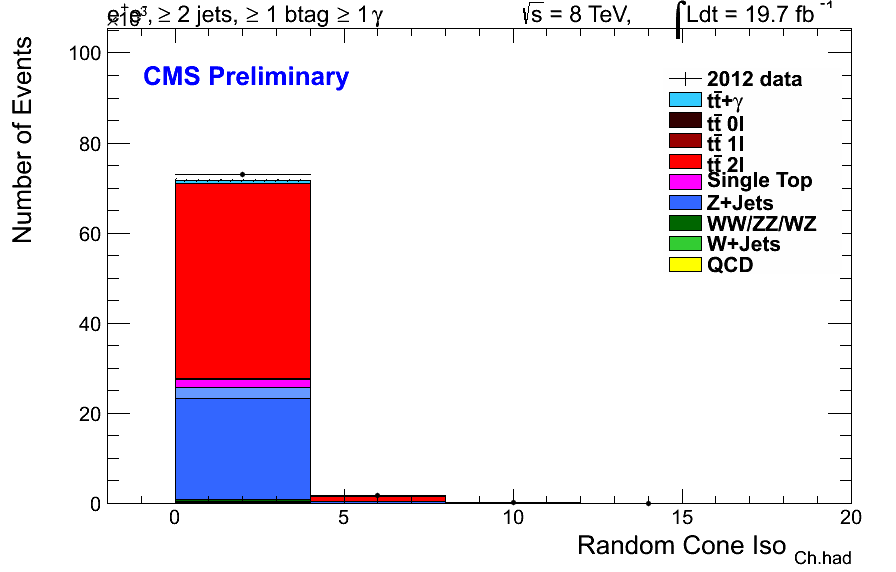 e⁺e⁻, ≥ 2 jets, ≥ 1 btag ≥ 1 γ
×10³
√s = 8 TeV, ∫Ldt = 19.7 fb⁻¹
CMS Preliminary
Number of Events
100
80
60
40
20
0
2012 data
tt̄+γ
tt̄ 0l
tt̄ 1l
tt̄ 2l
Single Top
Z+Jets
WW/ZZ/WZ
W+Jets
QCD
0 5 10 15 20
Random Cone Iso Ch.had